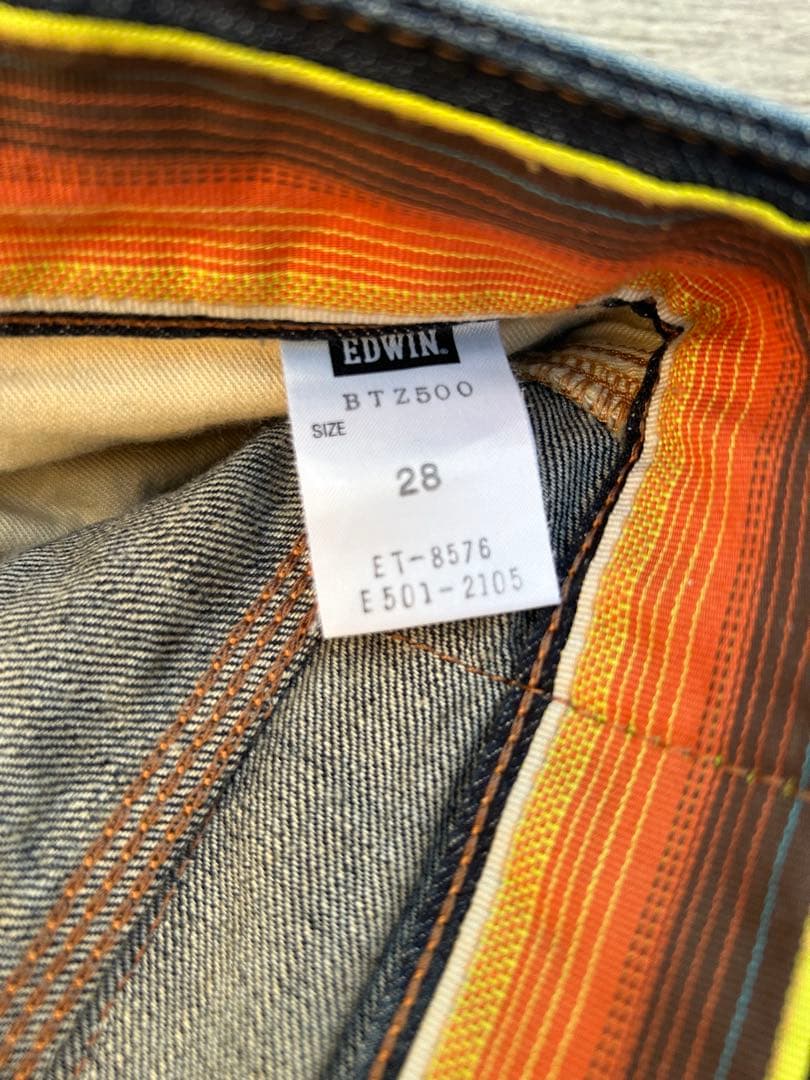 EDWIN.
BTZ500
SIZE
28
ET-8576
E501-2105